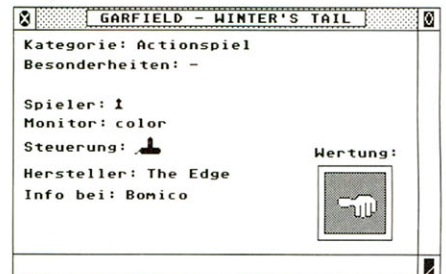 GARFIELD - WINTER'S TAIL
Kategorie: Actionspiel
Besonderheiten: -
Spieler: 1
Monitor: color
Steuerung:
Wertung:
Hersteller: The Edge
Info bei: Bomico